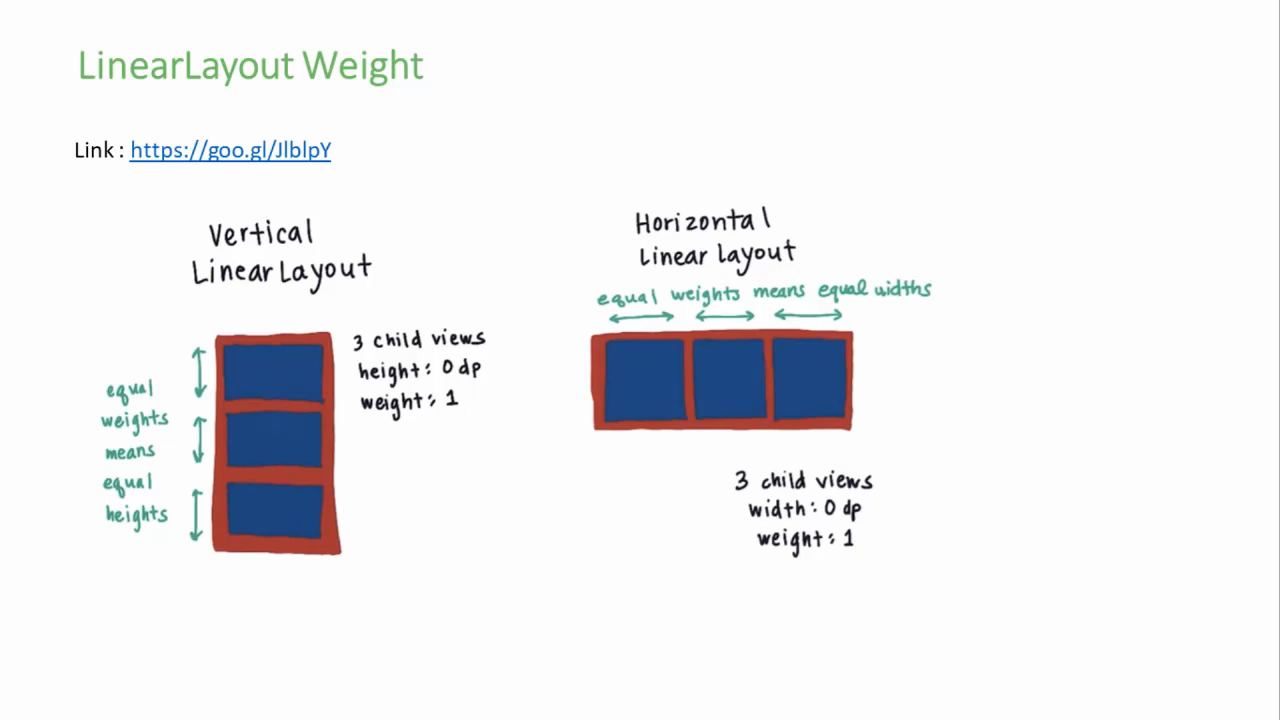 LinearLayout Weight
Link : https://goo.gl/JlblpY
Vertical
LinearLayout
3 child views
height: 0 dp
weight: 1
equal
weights
means
equal
heights
Horizontal
Linear layout
equal weights means equal widths
3 child views
width: 0 dp
weight: 1